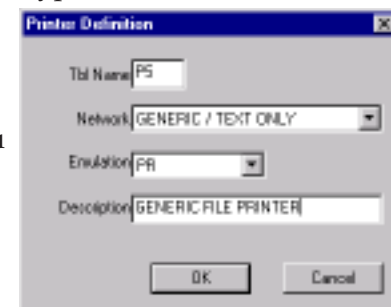 Printer Definition
Tbl Name PS
Network GENERIC / TEXT ONLY
Emulation PR
Description GENERIC FILE PRINTER
OK Cancel